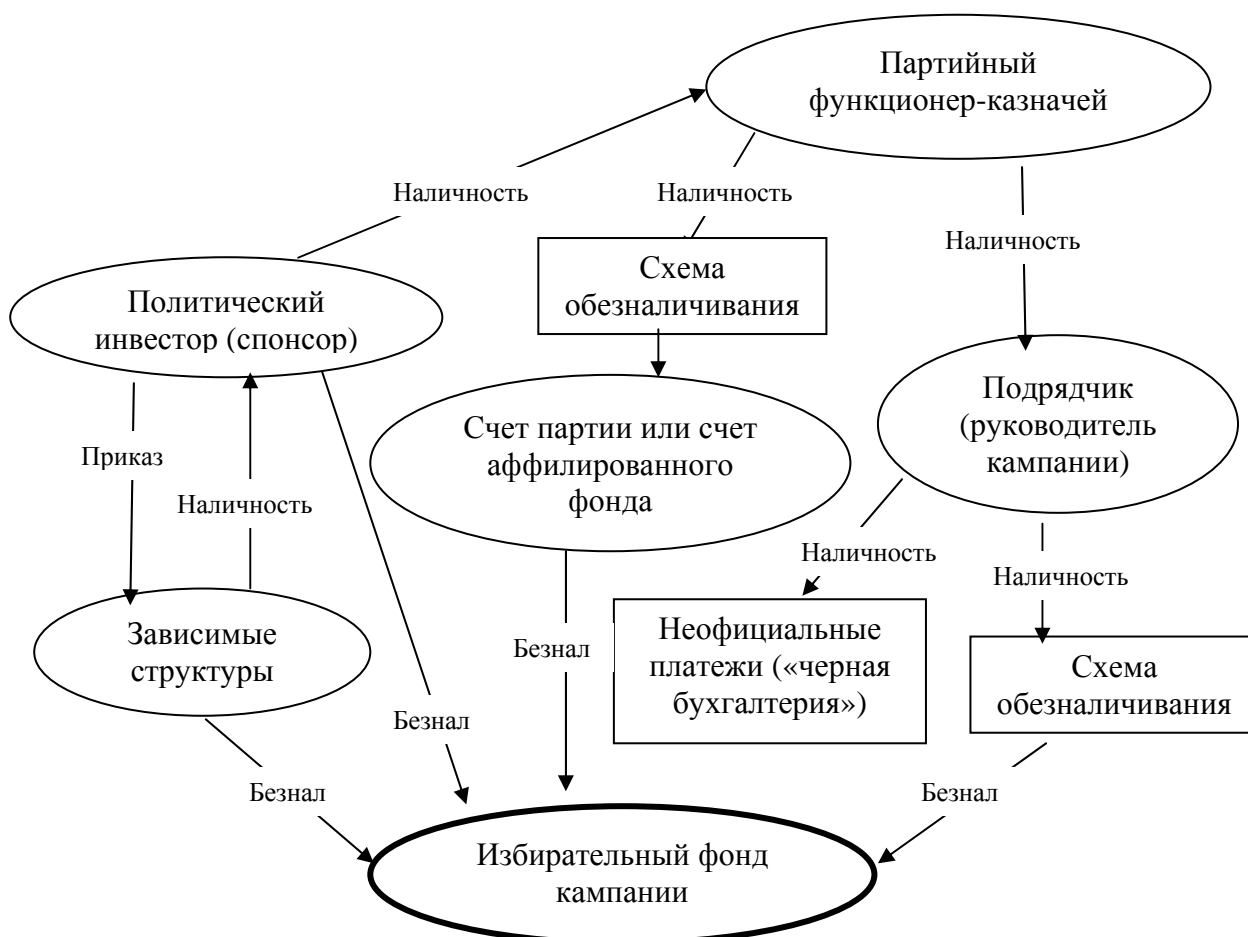 Партийный
функционер-казначей
Наличность
Наличность
Наличность
Схема
обезналичивания
Политический
инвестор (спонсор)
Подрядчик
(руководитель
кампании)
Счет партии или счет
аффилированного
фонда
Приказ
Наличность
Наличность
Наличность
Зависимые
структуры
Безнал
Неофициальные
платежи («черная
бухгалтерия»)
Схема
обезналичивания
Безнал
Безнал
Безнал
Избирательный фонд
кампании